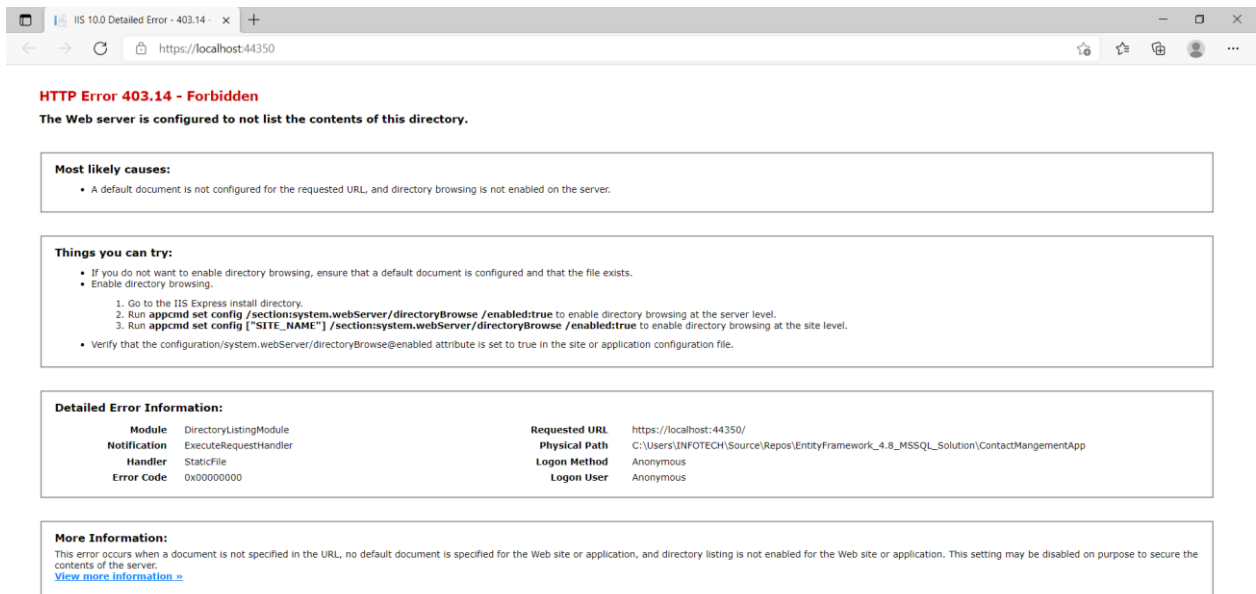 IIS 10.0 Detailed Error - 403.14 -
https://localhost:44350
HTTP Error 403.14 - Forbidden
The Web server is configured to not list the contents of this directory.
Most likely causes:
• A default document is not configured for the requested URL, and directory browsing is not enabled on the server.
Things you can try:
• If you do not want to enable directory browsing, ensure that a default document is configured and that the file exists.
• Enable directory browsing.
1. Go to the IIS Express install directory.
2. Run appcmd set config /section:system.webServer/directoryBrowse /enabled:true to enable directory browsing at the server level.
3. Run appcmd set config ["SITE_NAME"] /section:system.webServer/directoryBrowse /enabled:true to enable directory browsing at the site level.
• Verify that the configuration/system.webServer/directoryBrowse@enabled attribute is set to true in the site or application configuration file.
Detailed Error Information:
Module DirectoryListingModule
Notification ExecuteRequestHandler
Handler StaticFile
Error Code 0x00000000
Requested URL https://localhost:44350/
Physical Path C:\Users\INFOTECH\Source\Repos\EntityFramework_4.8_MSSQL_Solution\ContactMangementApp
Logon Method Anonymous
Logon User Anonymous
More Information:
This error occurs when a document is not specified in the URL, no default document is specified for the Web site or application, and directory listing is not enabled for the Web site or application. This setting may be disabled on purpose to secure the
contents of the server.
View more information »